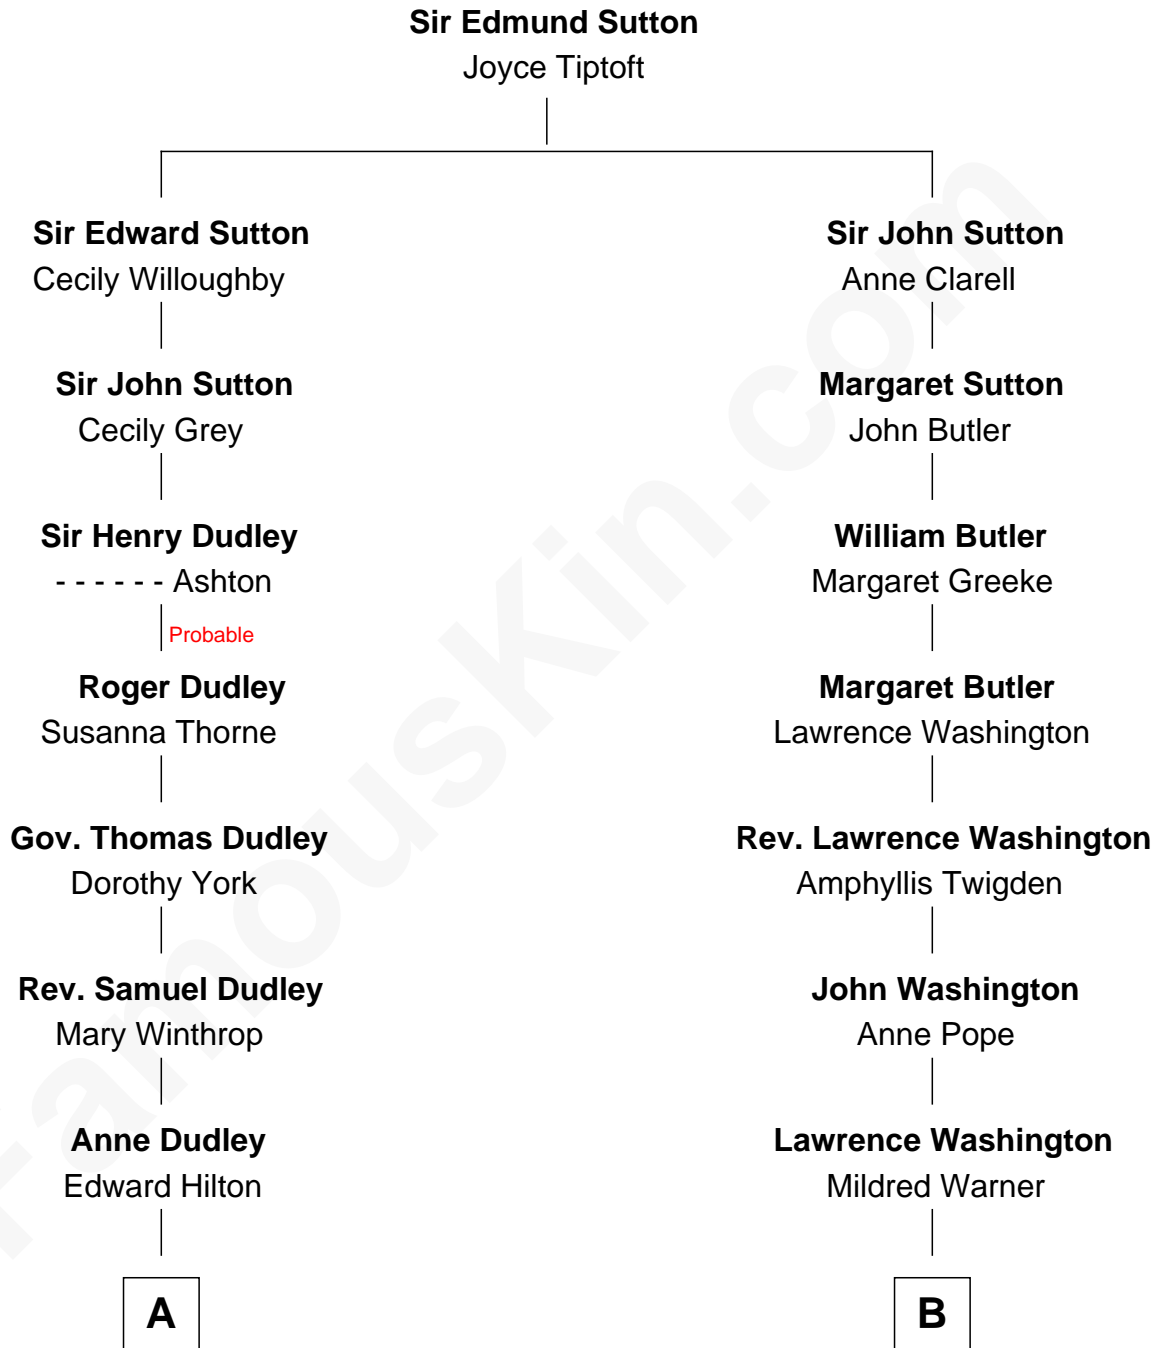 Sir Edmund Sutton
Joyce Tiptoft
Sir Edward Sutton
Cecily Willoughby
Sir John Sutton
Anne Clarell
Sir John Sutton
Cecily Grey
Margaret Sutton
John Butler
Sir Henry Dudley
- - - - - - Ashton
Probable
William Butler
Margaret Greeke
Roger Dudley
Susanna Thorne
Margaret Butler
Lawrence Washington
Gov. Thomas Dudley
Dorothy York
Rev. Lawrence Washington
Amphyllis Twigden
Rev. Samuel Dudley
Mary Winthrop
John Washington
Anne Pope
Anne Dudley
Edward Hilton
Lawrence Washington
Mildred Warner
A
B
FamousKin.com